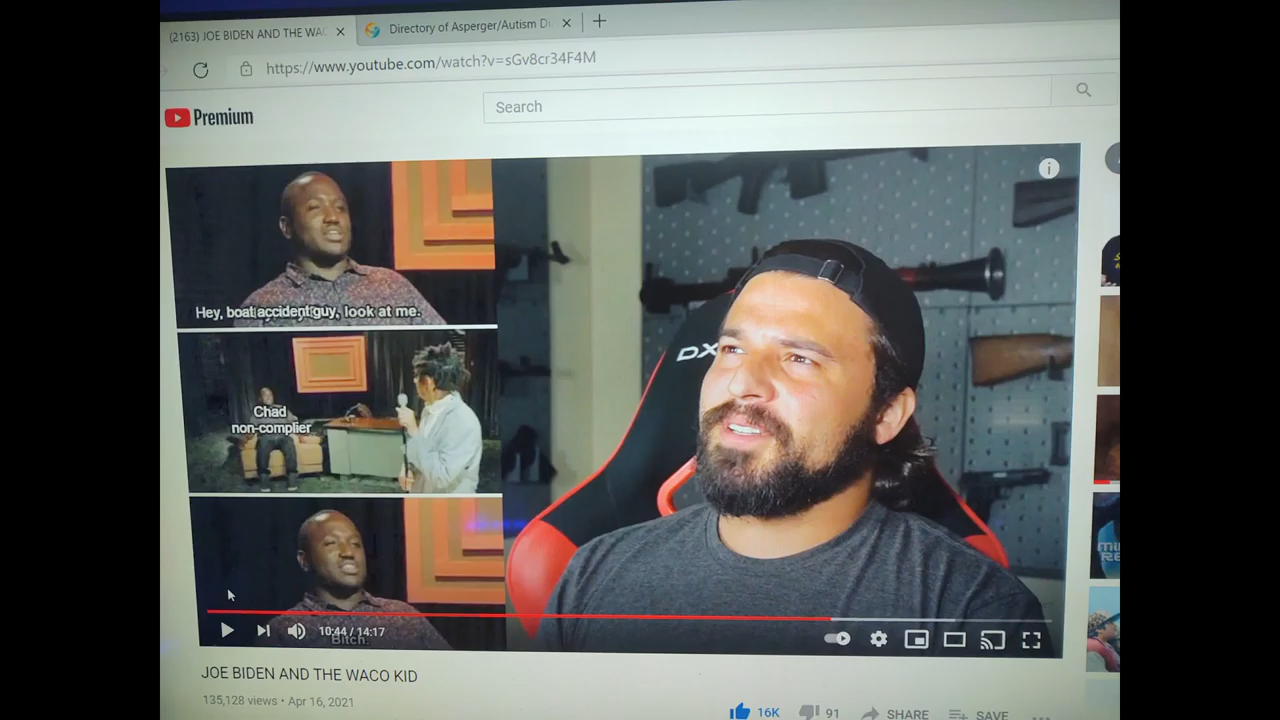 (2163) JOE BIDEN AND THE WAC
Directory of Asperger/Autism D
https://www.youtube.com/watch?v=sGv8cr34F4M
Premium
Search
Hey, boat accident guy, look at me.
Chad
non-complier
DX
10:44 / 14:17
Bitch.
JOE BIDEN AND THE WACO KID
135,128 views • Apr 16, 2021
16K
91
SHARE
SAVE